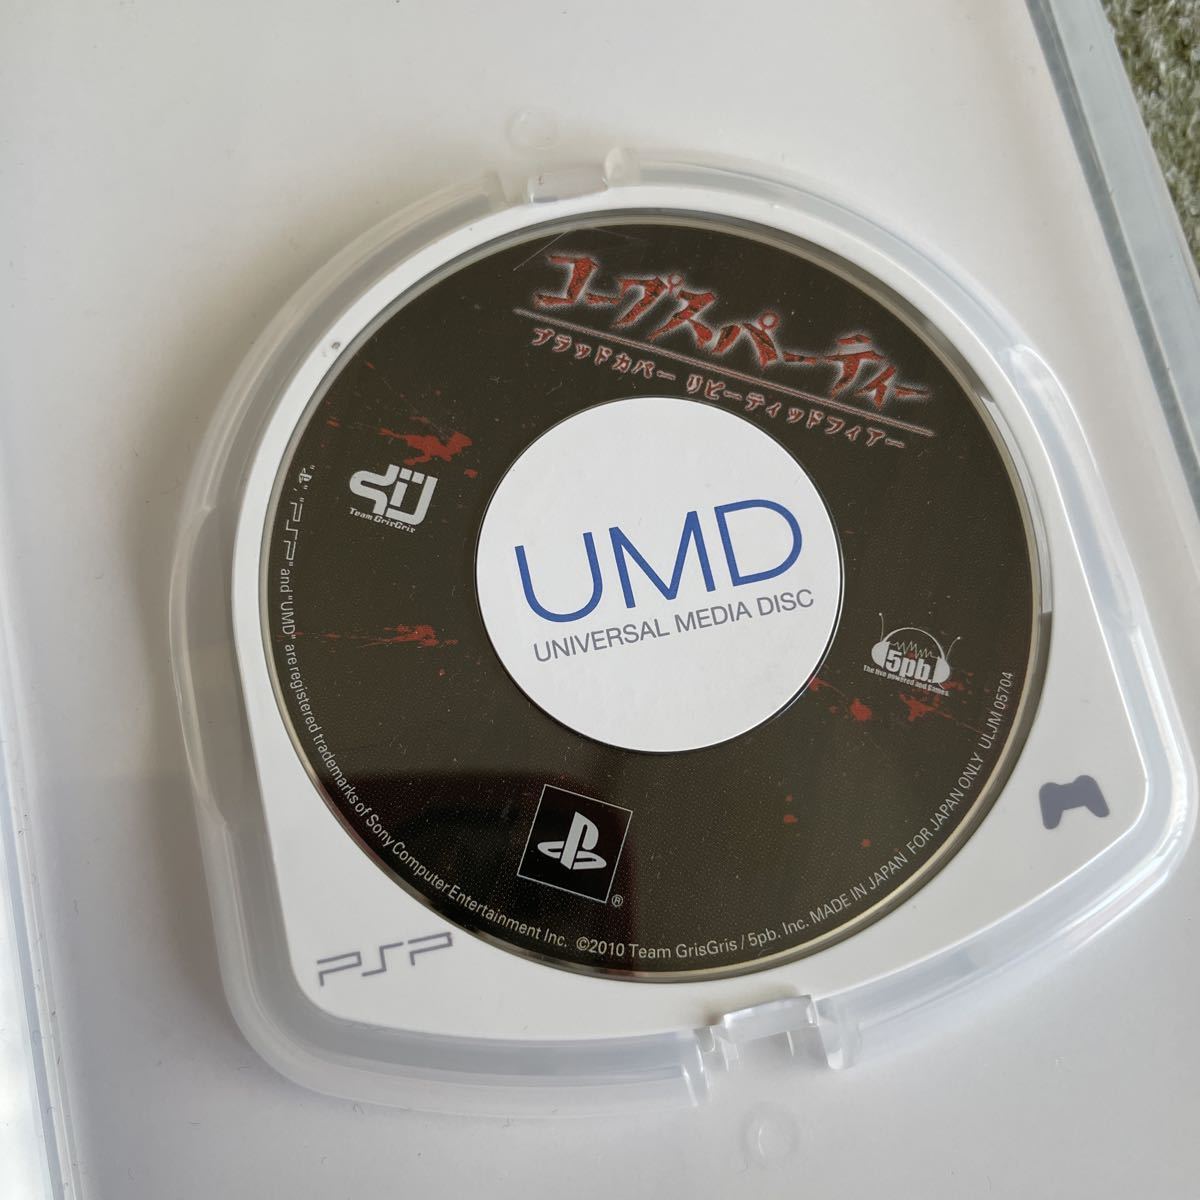 コープスパーティー
ブラッドカバー リピーティッドフィアー
Team GrisGris
UMD
UNIVERSAL MEDIA DISC
5pb.
The live powered and Games
"PSP" and "UMD" are registered trademarks of Sony Computer Entertainment Inc. ©2010 Team GrisGris / 5pb. Inc. MADE IN JAPAN FOR JAPAN ONLY ULJM 05704
®
PSP